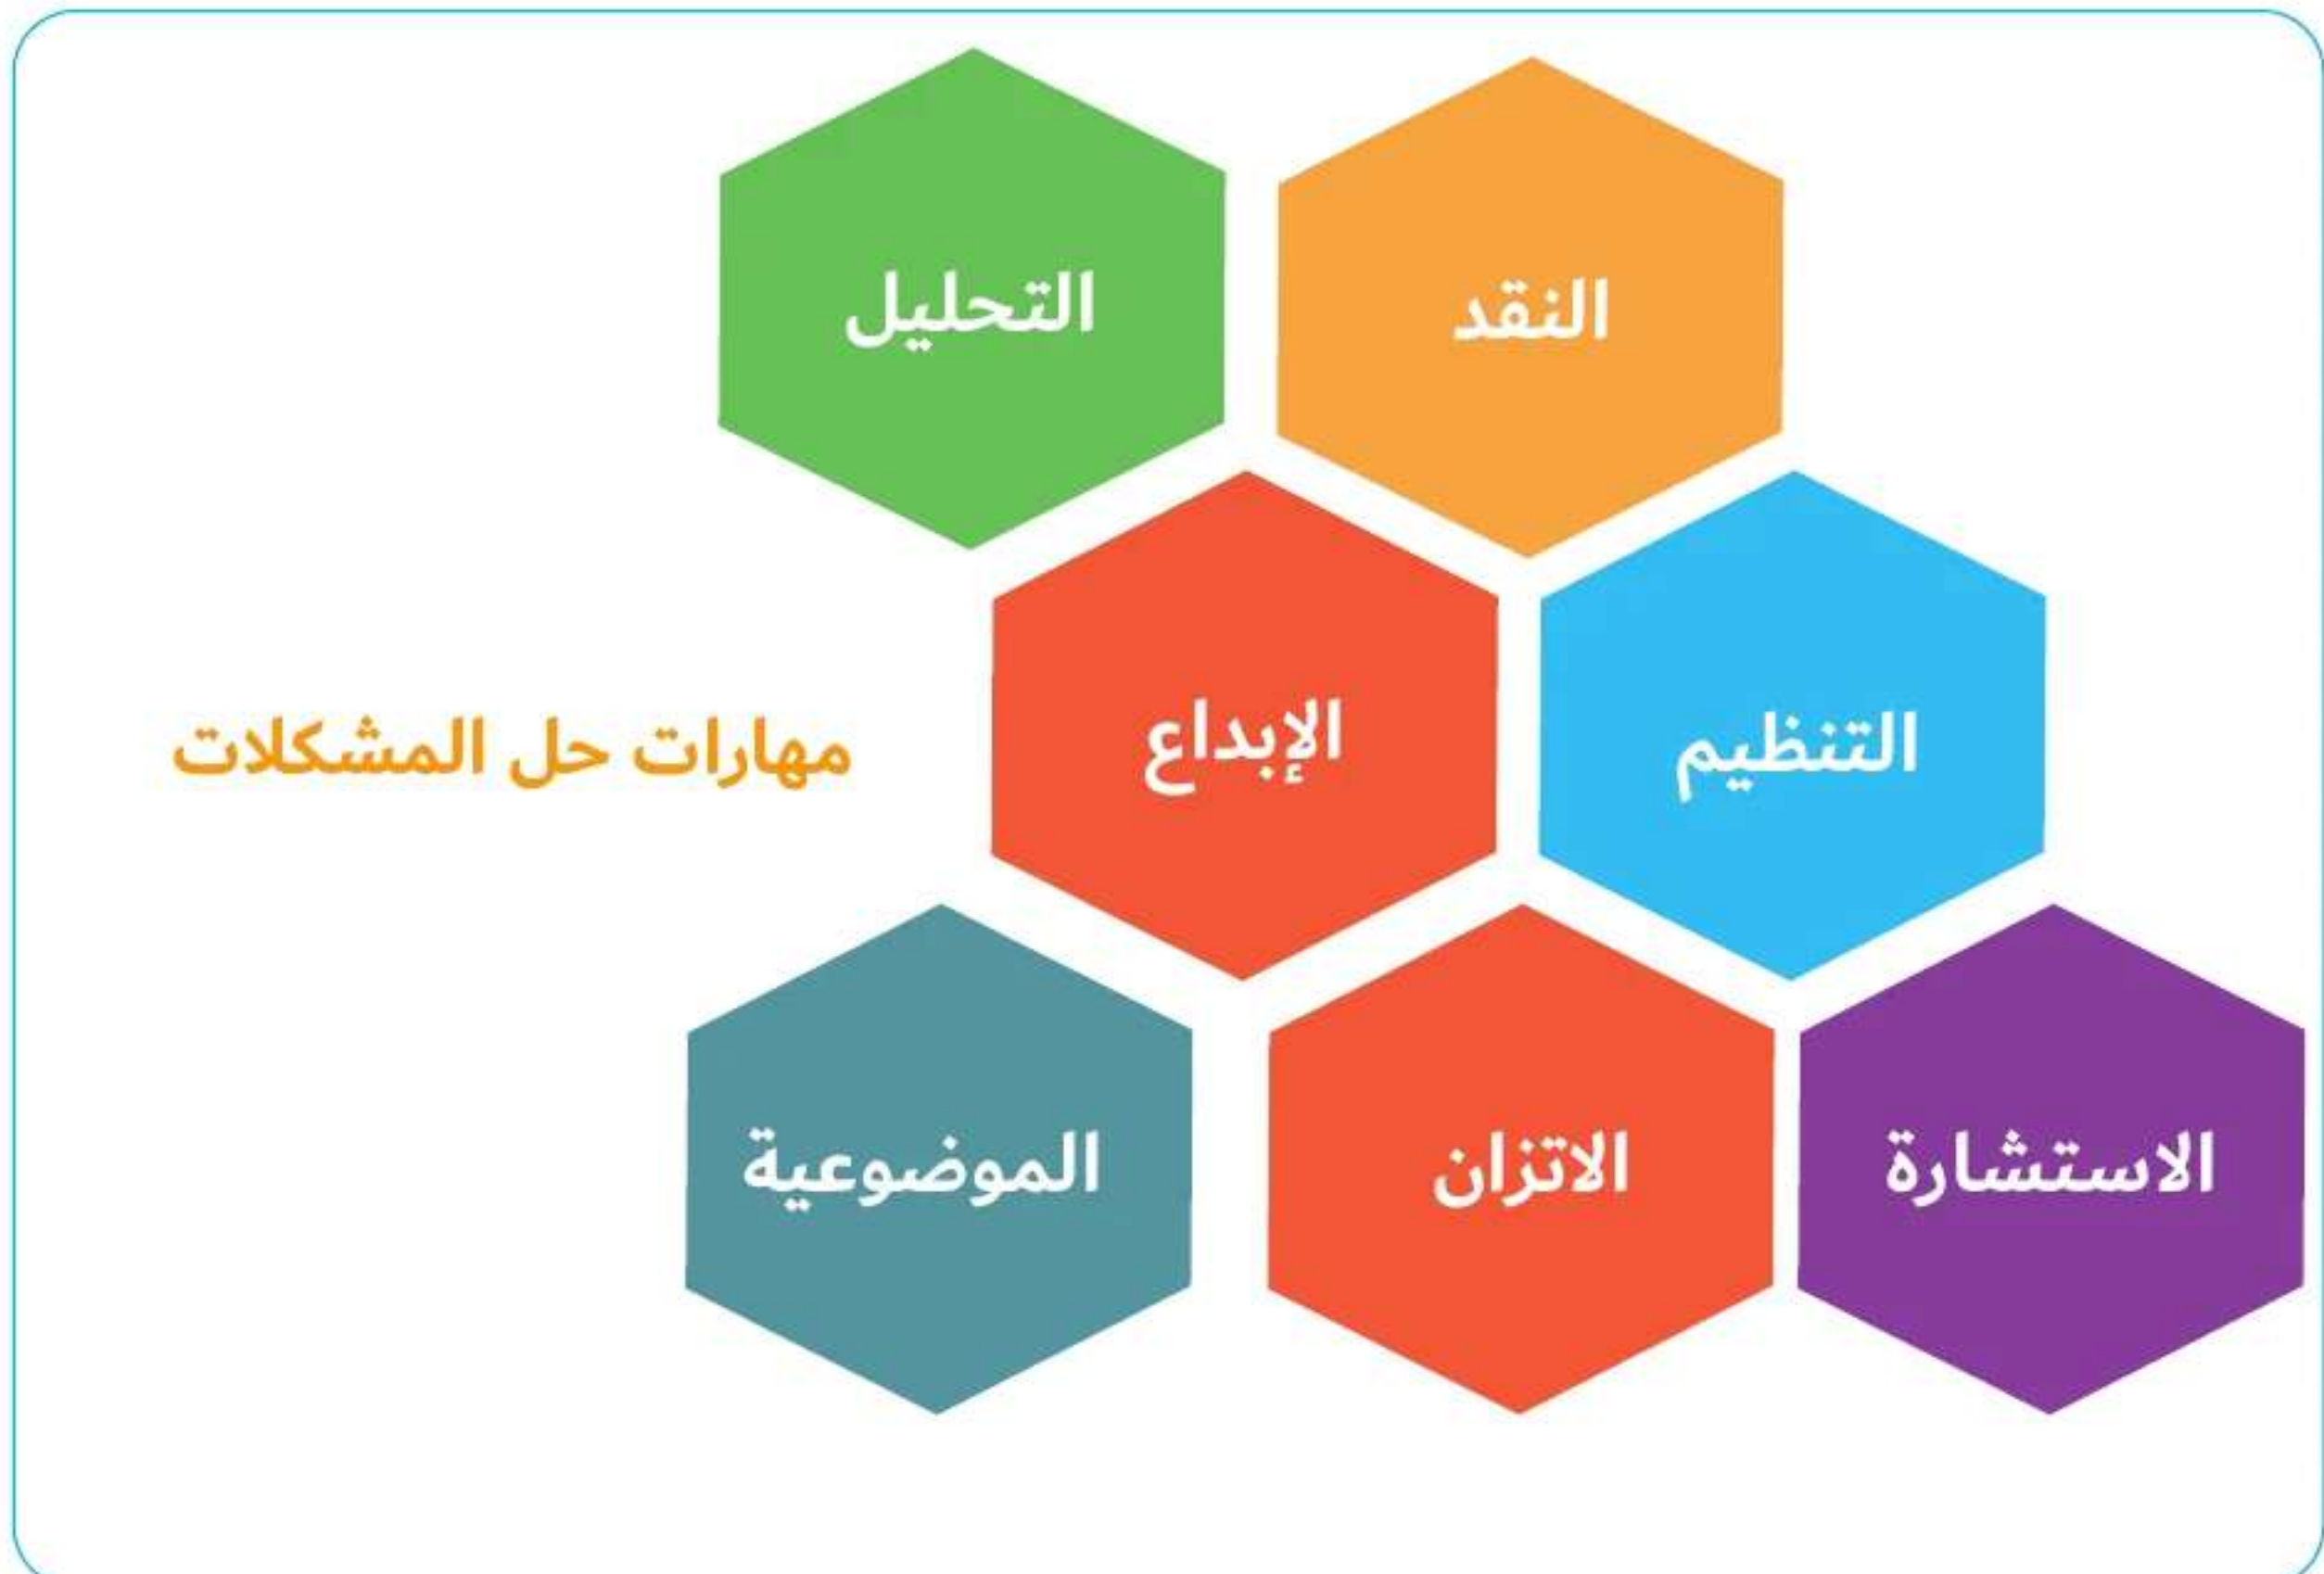 النقد
التحليل
التنظيم
الإبداع
مهارات حل المشكلات
الاستشارة
الاتزان
الموضوعية